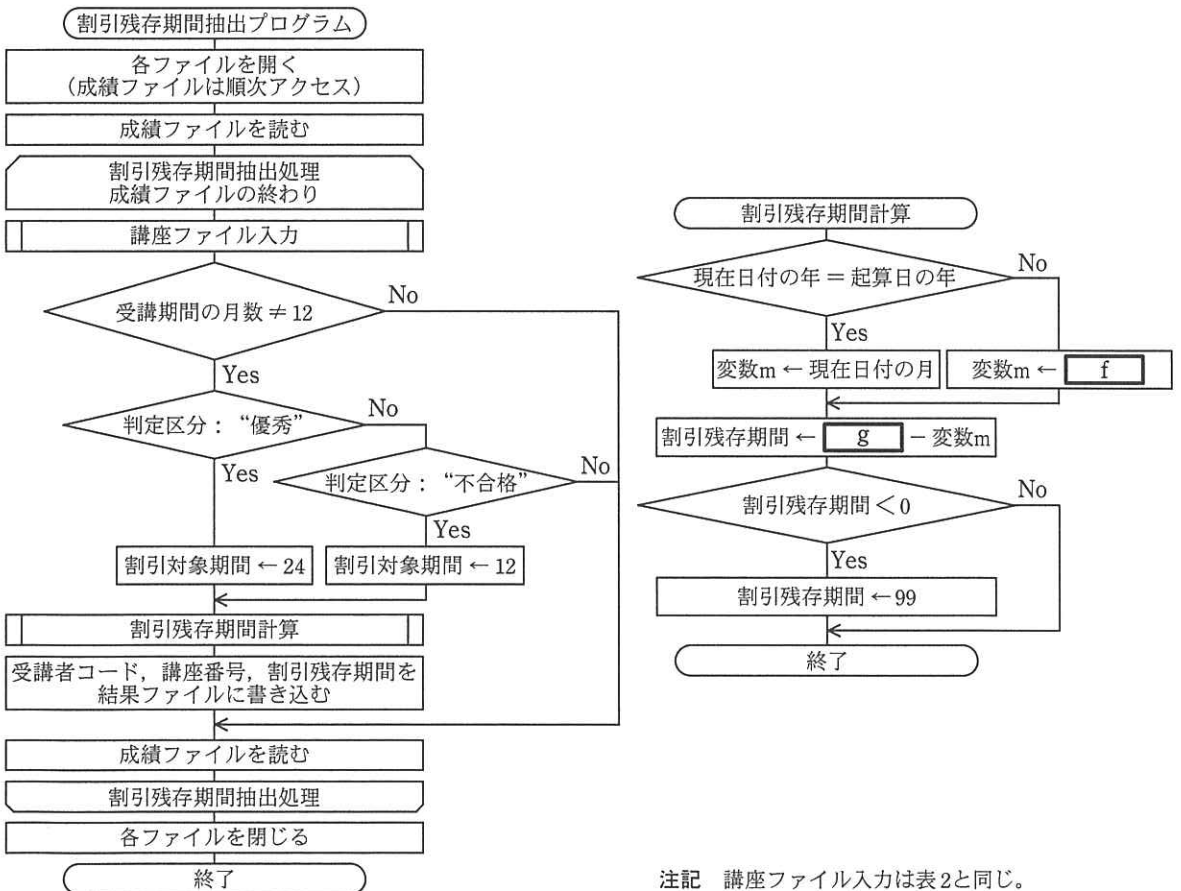 割引残存期間抽出プログラム
各ファイルを開く
（成績ファイルは順次アクセス）
成績ファイルを読む
割引残存期間抽出処理
成績ファイルの終わり
講座ファイル入力
受講期間の月数≠12
No
Yes
判定区分：“優秀”
No
Yes
判定区分：“不合格”
No
Yes
割引対象期間←24
割引対象期間←12
割引残存期間計算
受講者コード，講座番号，割引残存期間を
結果ファイルに書き込む
成績ファイルを読む
割引残存期間抽出処理
各ファイルを閉じる
終了
割引残存期間計算
現在日付の年＝起算日の年
No
Yes
変数m←現在日付の月
変数m← f
割引残存期間← g －変数m
割引残存期間＜0
No
Yes
割引残存期間←99
終了
注記　講座ファイル入力は表2と同じ。